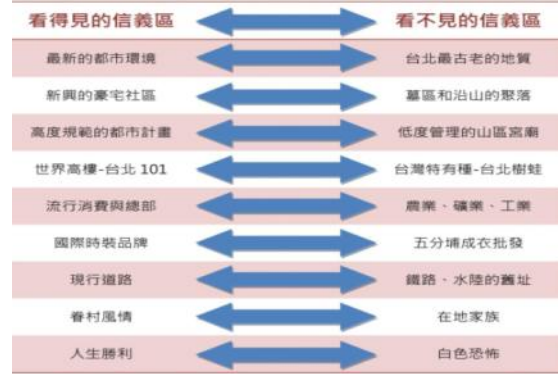 看得見的信義區 看不見的信義區
最新的都市環境 台北最古老的地質
新興的豪宅社區 墓區和沿山的聚落
高度規範的都市計畫 低度管理的山區宮廟
世界高樓-台北 101 台灣特有種-台北樹蛙
流行消費與總部 農業、礦業、工業
國際時裝品牌 五分埔成衣批發
現行道路 鐵路、水陸的舊址
眷村風情 在地家族
人生勝利 白色恐怖